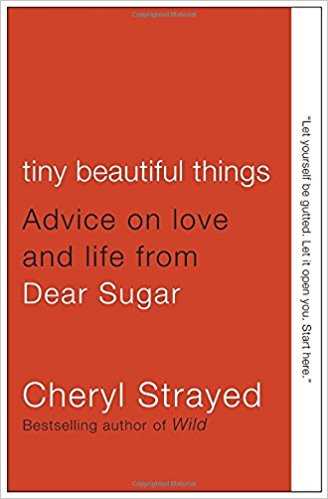 tiny beautiful things
Advice on love
and life from
Dear Sugar
Cheryl Strayed
Bestselling author of Wild
"Let yourself be gutted. Let it open you. Start here."